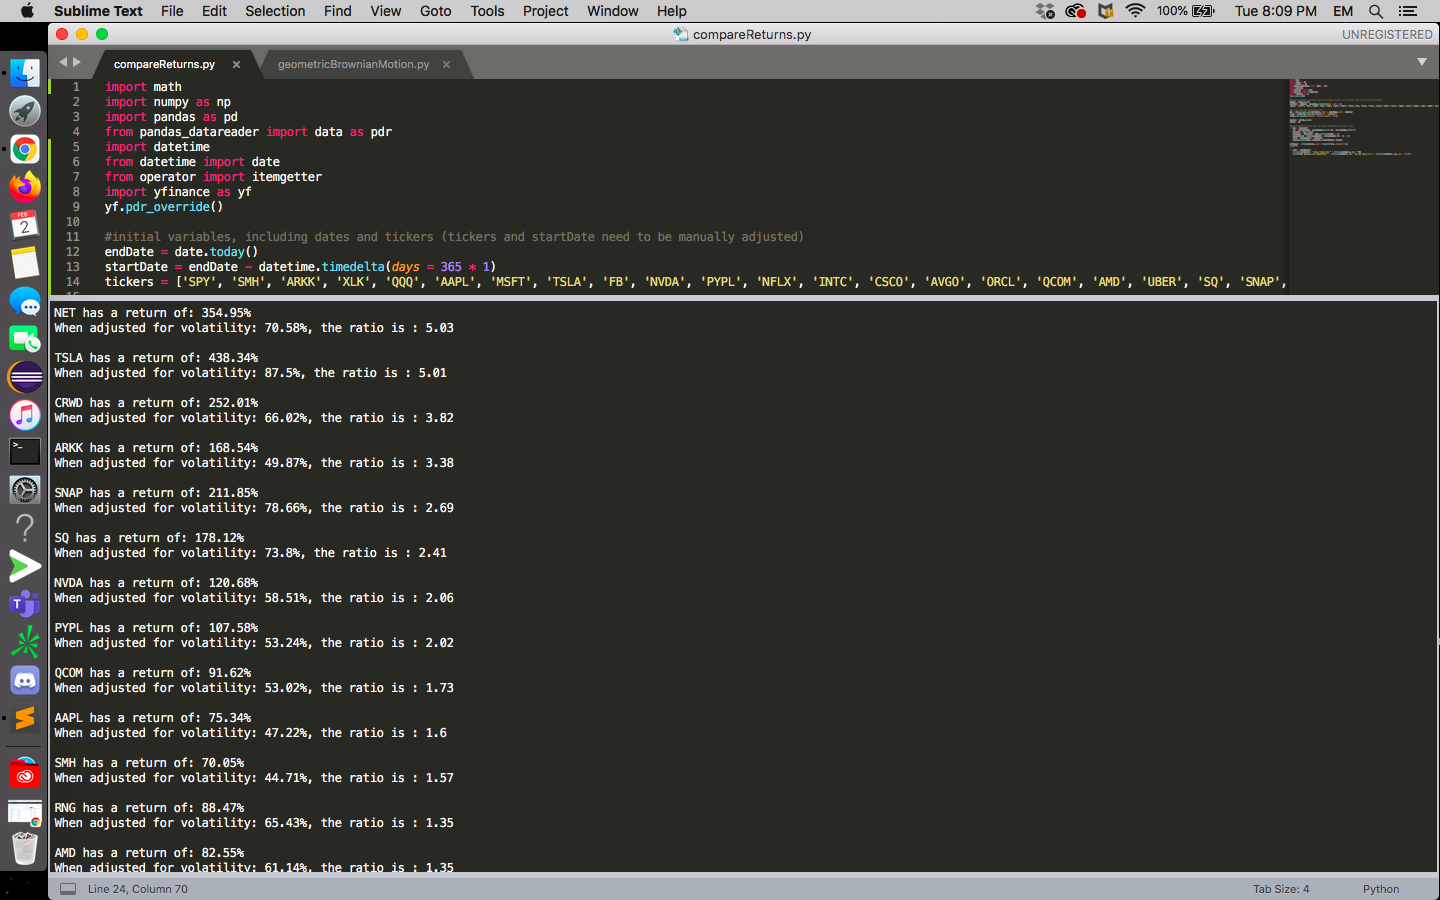 Sublime Text File Edit Selection Find View Goto Tools Project Window Help 100% Tue 8:09 PM EM
compareReturns.py UNREGISTERED
compareReturns.py × geometricBrownianMotion.py ×
1 import math
2 import numpy as np
3 import pandas as pd
4 from pandas_datareader import data as pdr
5 import datetime
6 from datetime import date
7 from operator import itemgetter
8 import yfinance as yf
9 yf.pdr_override()
10
11 #initial variables, including dates and tickers (tickers and startDate need to be manually adjusted)
12 endDate = date.today()
13 startDate = endDate - datetime.timedelta(days = 365 * 1)
14 tickers = ['SPY', 'SMH', 'ARKK', 'XLK', 'QQQ', 'AAPL', 'MSFT', 'TSLA', 'FB', 'NVDA', 'PYPL', 'NFLX', 'INTC', 'CSCO', 'AVGO', 'ORCL', 'QCOM', 'AMD', 'UBER', 'SQ', 'SNAP',
NET has a return of: 354.95%
When adjusted for volatility: 70.58%, the ratio is : 5.03
TSLA has a return of: 438.34%
When adjusted for volatility: 87.5%, the ratio is : 5.01
CRWD has a return of: 252.01%
When adjusted for volatility: 66.02%, the ratio is : 3.82
ARKK has a return of: 168.54%
When adjusted for volatility: 49.87%, the ratio is : 3.38
SNAP has a return of: 211.85%
When adjusted for volatility: 78.66%, the ratio is : 2.69
SQ has a return of: 178.12%
When adjusted for volatility: 73.8%, the ratio is : 2.41
NVDA has a return of: 120.68%
When adjusted for volatility: 58.51%, the ratio is : 2.06
PYPL has a return of: 107.58%
When adjusted for volatility: 53.24%, the ratio is : 2.02
QCOM has a return of: 91.62%
When adjusted for volatility: 53.02%, the ratio is : 1.73
AAPL has a return of: 75.34%
When adjusted for volatility: 47.22%, the ratio is : 1.6
SMH has a return of: 70.05%
When adjusted for volatility: 44.71%, the ratio is : 1.57
RNG has a return of: 88.47%
When adjusted for volatility: 65.43%, the ratio is : 1.35
AMD has a return of: 82.55%
When adjusted for volatility: 61.14%, the ratio is : 1.35
Line 24, Column 70 Tab Size: 4 Python
FEB
2